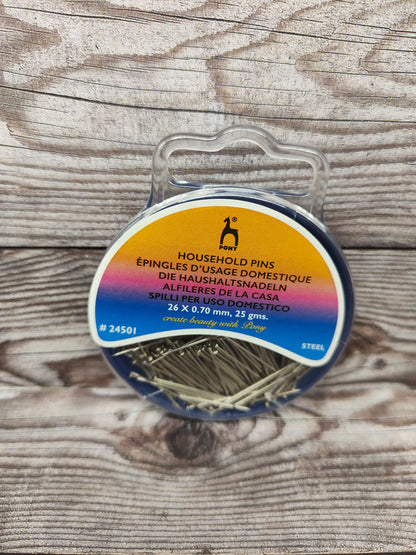 ®
PONY
HOUSEHOLD PINS
ÉPINGLES D'USAGE DOMESTIQUE
DIE HAUSHALTSNADELN
ALFILERES DE LA CASA
SPILLI PER USO DOMESTICO
26 X 0.70 mm, 25 gms.
create beauty with Pony
# 24501
STEEL